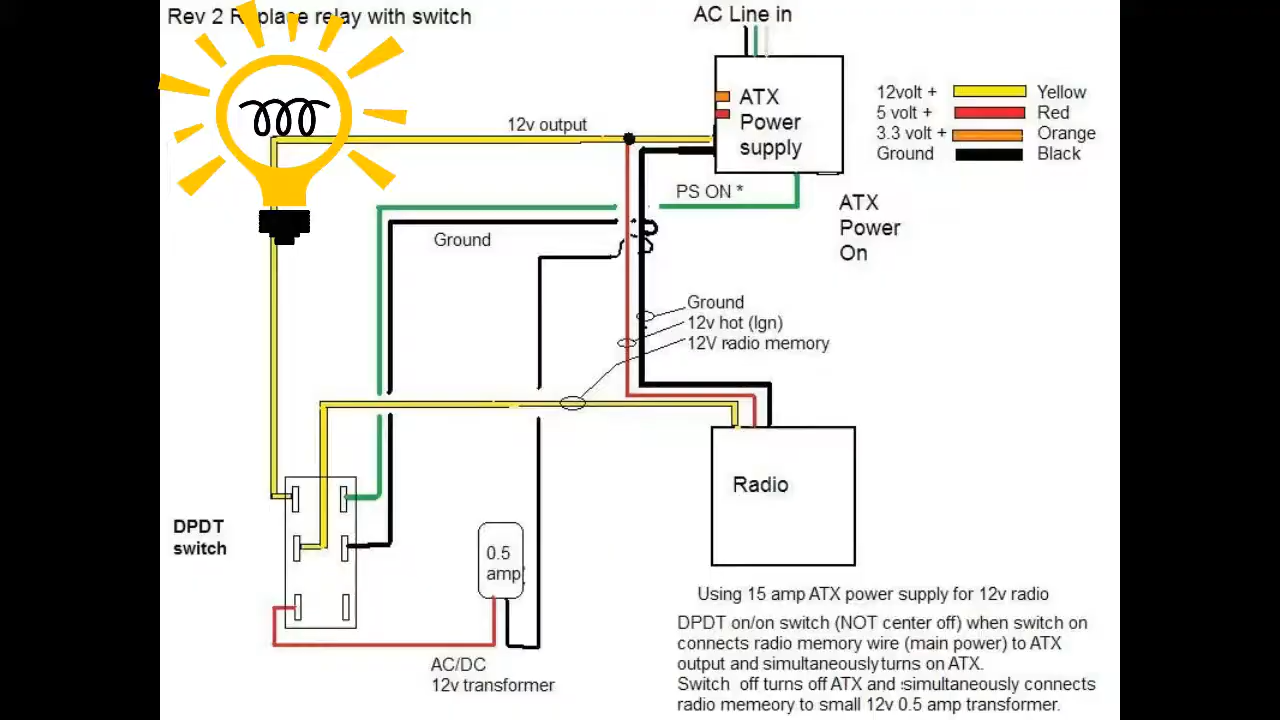 Rev 2 Replace relay with switch
AC Line in
ATX
Power
supply
12volt + Yellow
5 volt + Red
3.3 volt + Orange
Ground Black
12v output
PS ON *
ATX
Power
On
Ground
Ground
12v hot (Ign)
12V radio memory
Radio
DPDT
switch
0.5
amp
AC/DC
12v transformer
Using 15 amp ATX power supply for 12v radio
DPDT on/on switch (NOT center off) when switch on
connects radio memory wire (main power) to ATX
output and simultaneously turns on ATX.
Switch off turns off ATX and simultaneously connects
radio memeory to small 12v 0.5 amp transformer.